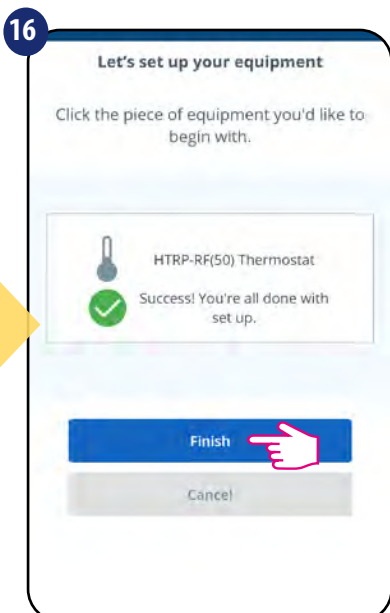 16
Let's set up your equipment
Click the piece of equipment you'd like to
begin with.
HTRP-RF(50) Thermostat
Success! You're all done with
set up.
Finish
Cancel